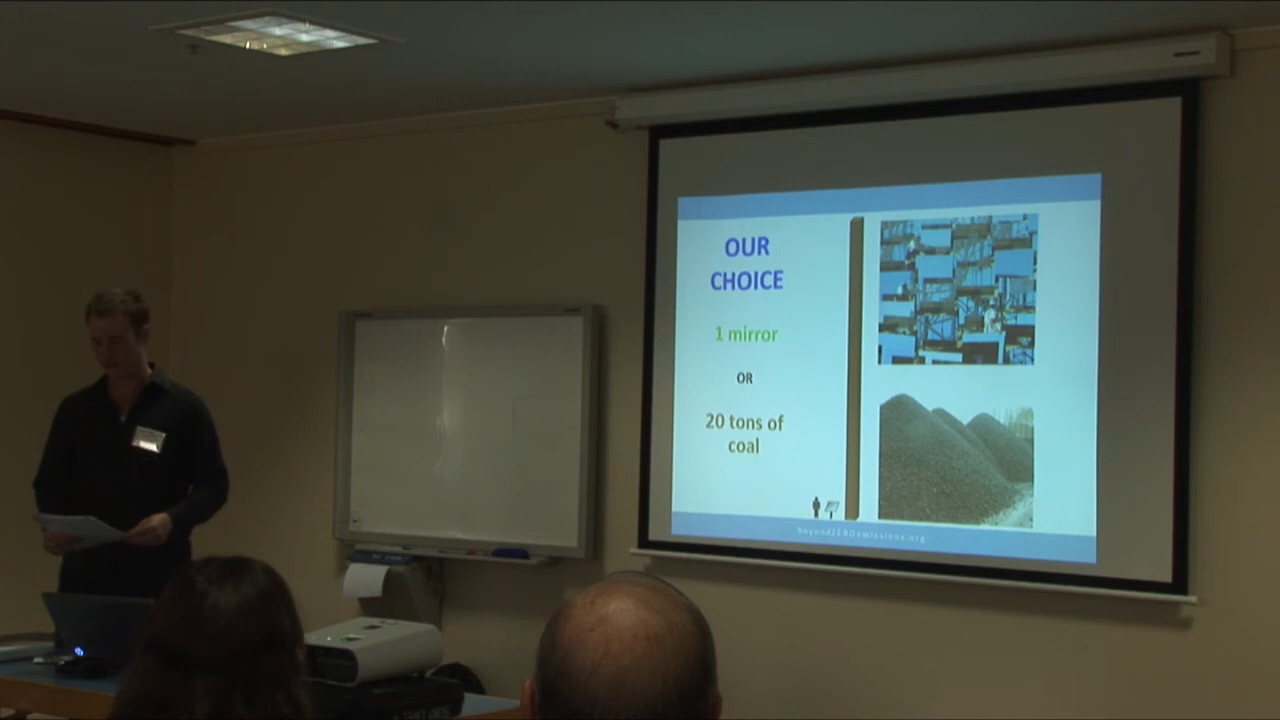 OUR
CHOICE
1 mirror
OR
20 tons of
coal
beyondZEROemissions.org